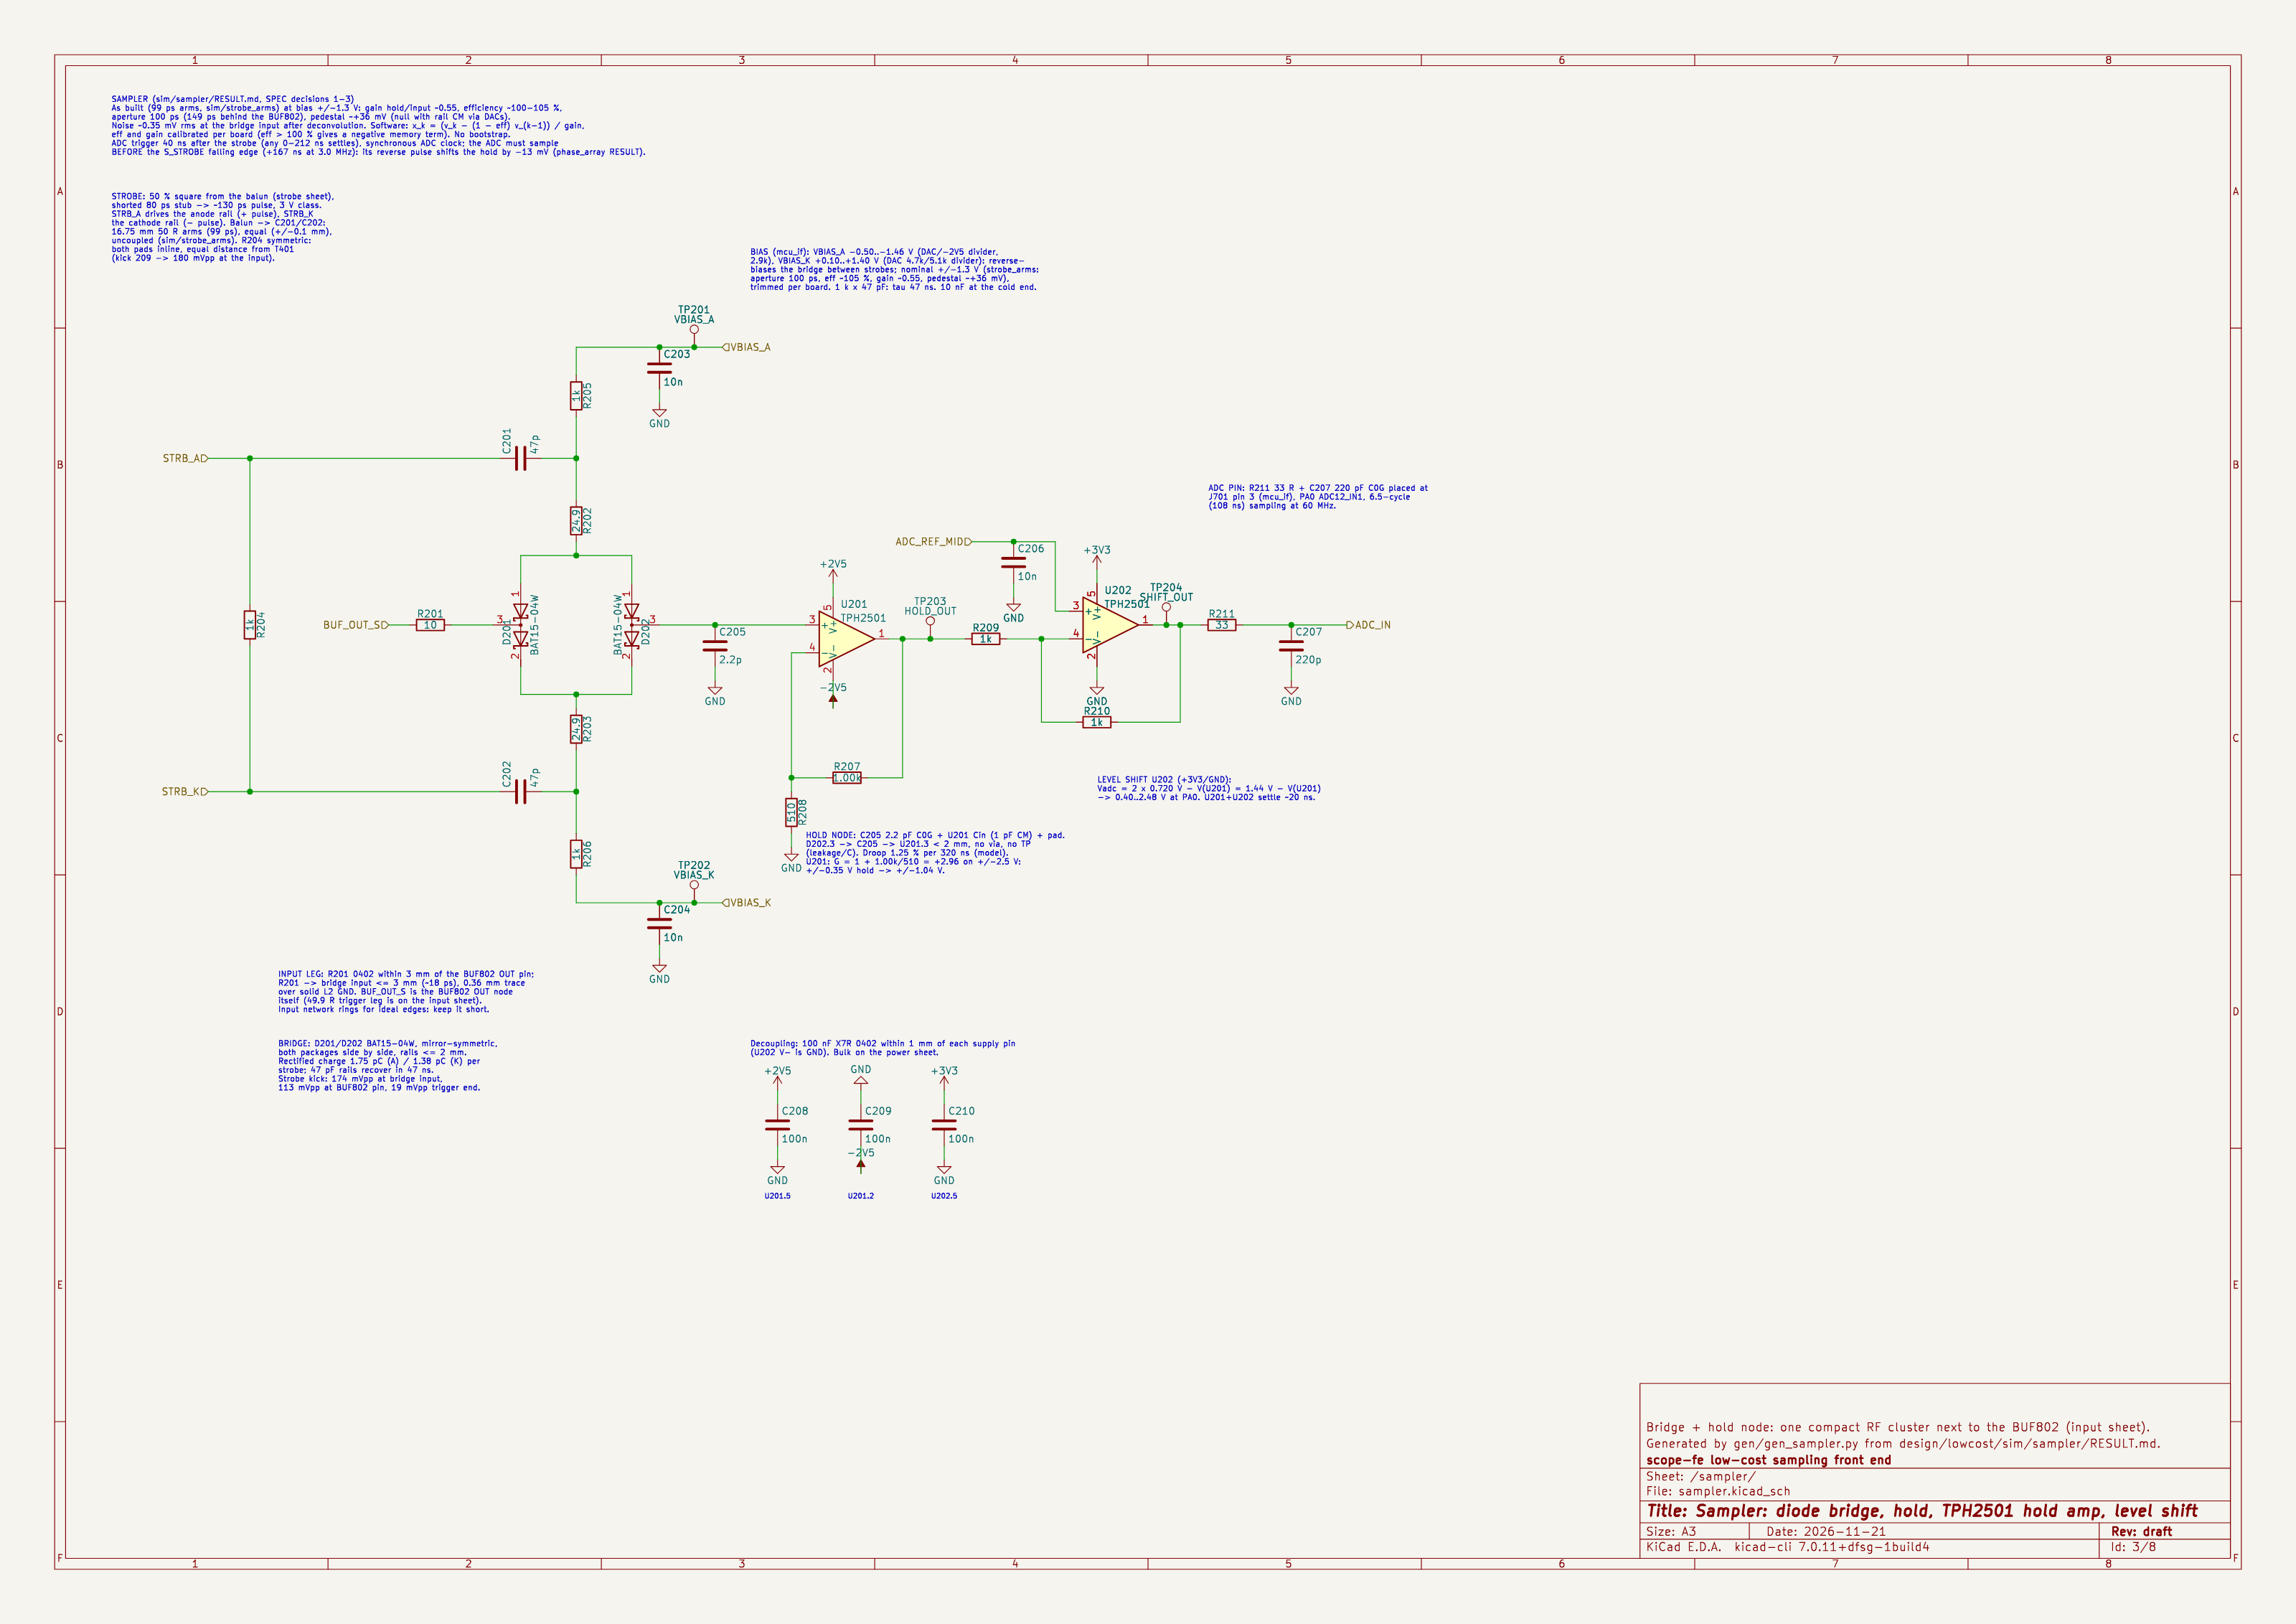 1 2 3 4 5 6 7 8
A
B
C
D
E
F
SAMPLER (sim/sampler/RESULT.md, SPEC decisions 1-3)
As built (99 ps arms, sim/strobe_arms) at bias +/-1.3 V: gain hold/input ~0.55, efficiency ~100-105 %,
aperture 100 ps (149 ps behind the BUF802), pedestal ~+36 mV (null with rail CM via DACs).
Noise ~0.35 mV rms at the bridge input after deconvolution. Software: x_k = (v_k - (1 - eff) v_(k-1)) / gain,
eff and gain calibrated per board (eff > 100 % gives a negative memory term). No bootstrap.
ADC trigger 40 ns after the strobe (any 0-212 ns settles), synchronous ADC clock; the ADC must sample
BEFORE the S_STROBE falling edge (+167 ns at 3.0 MHz): its reverse pulse shifts the hold by -13 mV (phase_array RESULT).
STROBE: 50 % square from the balun (strobe sheet),
shorted 80 ps stub -> ~130 ps pulse, 3 V class.
STRB_A drives the anode rail (+ pulse), STRB_K
the cathode rail (- pulse). Balun -> C201/C202:
16.75 mm 50 R arms (99 ps), equal (+/-0.1 mm),
uncoupled (sim/strobe_arms). R204 symmetric:
both pads inline, equal distance from T401
(kick 209 -> 180 mVpp at the input).
BIAS (mcu_if): VBIAS_A -0.50..-1.46 V (DAC/-2V5 divider,
2.9k), VBIAS_K +0.10..+1.40 V (DAC 4.7k/5.1k divider): reverse-
biases the bridge between strobes; nominal +/-1.3 V (strobe_arms:
aperture 100 ps, eff ~105 %, gain ~0.55, pedestal ~+36 mV),
trimmed per board. 1 k x 47 pF: tau 47 ns. 10 nF at the cold end.
TP201
VBIAS_A
VBIAS_A
C203
10n
GND
1k
R205
STRB_A
C201
47p
24.9
R202
1k
R204
BUF_OUT_S
R201
10
3
1
2
D201
BAT15-04W
1
2
3
BAT15-04W
D202
C205
2.2p
GND
+2V5
U201
TPH2501
3
4
5
2
1
+
-
V+
V-
-2V5
TP203
HOLD_OUT
R209
1k
ADC_REF_MID
C206
10n
GND
+3V3
U202
TPH2501
3
4
5
2
1
+
-
V+
V-
GND
R210
1k
TP204
SHIFT_OUT
R211
33
C207
220p
GND
ADC_IN
ADC PIN: R211 33 R + C207 220 pF C0G placed at
J701 pin 3 (mcu_if), PA0 ADC12_IN1, 6.5-cycle
(108 ns) sampling at 60 MHz.
24.9
R203
STRB_K
C202
47p
1k
R206
R207
1.00k
510
R208
GND
LEVEL SHIFT U202 (+3V3/GND):
Vadc = 2 x 0.720 V - V(U201) = 1.44 V - V(U201)
-> 0.40..2.48 V at PA0. U201+U202 settle ~20 ns.
HOLD NODE: C205 2.2 pF C0G + U201 Cin (1 pF CM) + pad.
D202.3 -> C205 -> U201.3 < 2 mm, no via, no TP
(leakage/C). Droop 1.25 % per 320 ns (model).
U201: G = 1 + 1.00k/510 = +2.96 on +/-2.5 V:
+/-0.35 V hold -> +/-1.04 V.
TP202
VBIAS_K
VBIAS_K
C204
10n
GND
INPUT LEG: R201 0402 within 3 mm of the BUF802 OUT pin;
R201 -> bridge input <= 3 mm (~18 ps), 0.36 mm trace
over solid L2 GND. BUF_OUT_S is the BUF802 OUT node
itself (49.9 R trigger leg is on the input sheet).
Input network rings for ideal edges: keep it short.
BRIDGE: D201/D202 BAT15-04W, mirror-symmetric,
both packages side by side, rails <= 2 mm.
Rectified charge 1.75 pC (A) / 1.38 pC (K) per
strobe; 47 pF rails recover in 47 ns.
Strobe kick: 174 mVpp at bridge input,
113 mVpp at BUF802 pin, 19 mVpp trigger end.
Decoupling: 100 nF X7R 0402 within 1 mm of each supply pin
(U202 V- is GND). Bulk on the power sheet.
+2V5
C208
100n
GND
U201.5
GND
C209
100n
-2V5
U201.2
+3V3
C210
100n
GND
U202.5
Bridge + hold node: one compact RF cluster next to the BUF802 (input sheet).
Generated by gen/gen_sampler.py from design/lowcost/sim/sampler/RESULT.md.
scope-fe low-cost sampling front end
Sheet: /sampler/
File: sampler.kicad_sch
Title: Sampler: diode bridge, hold, TPH2501 hold amp, level shift
Size: A3 Date: 2026-11-21 Rev: draft
KiCad E.D.A. kicad-cli 7.0.11+dfsg-1build4 Id: 3/8
A
B
C
D
E
F
1 2 3 4 5 6 7 8